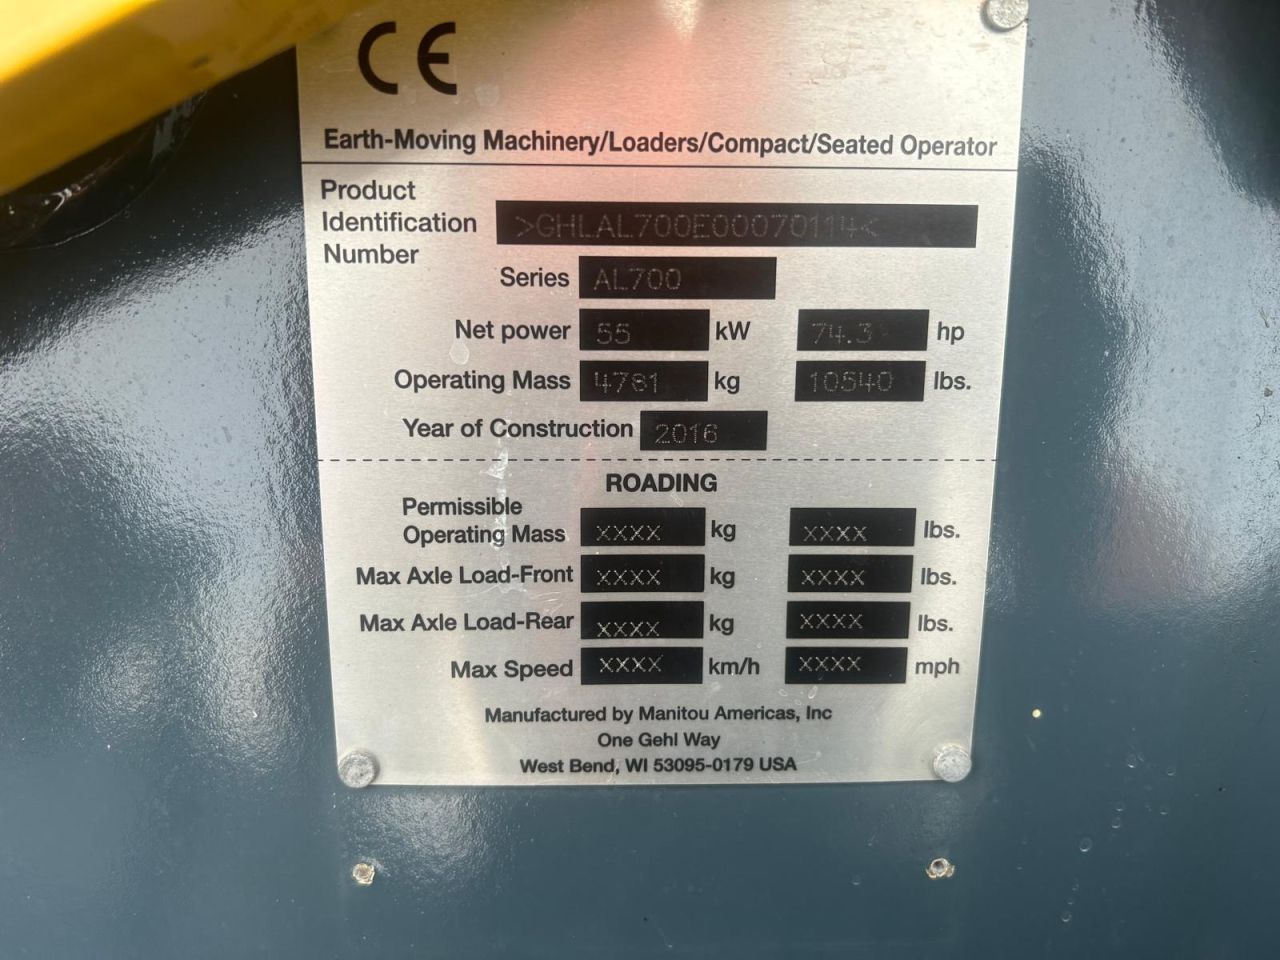 CE
Earth-Moving Machinery/Loaders/Compact/Seated Operator
Product
Identification
Number
>GHLAL700E00070114<
Series AL700
Net power 55 kW 74.3 hp
Operating Mass 4781 kg 10540 lbs.
Year of Construction 2016
ROADING
Permissible
Operating Mass XXXX kg XXXX lbs.
Max Axle Load-Front XXXX kg XXXX lbs.
Max Axle Load-Rear XXXX kg XXXX lbs.
Max Speed XXXX km/h XXXX mph
Manufactured by Manitou Americas, Inc
One Gehl Way
West Bend, WI 53095-0179 USA